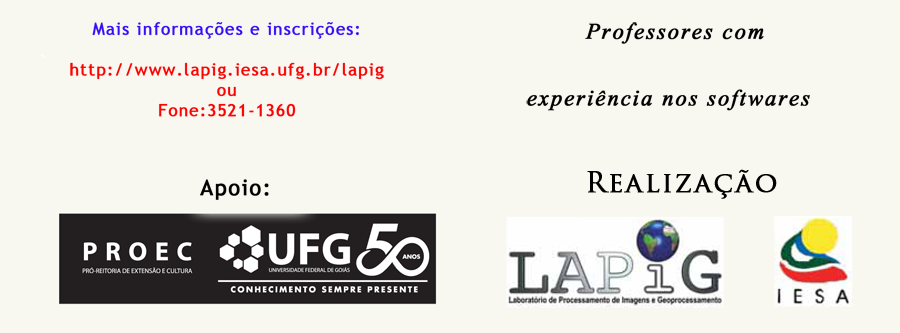 Mais informações e inscrições:
http://www.lapig.iesa.ufg.br/lapig
ou
Fone:3521-1360
Professores com
experiência nos softwares
Apoio:
PROEC
PRÓ-REITORIA DE EXTENSÃO E CULTURA
UFG 50 ANOS
UNIVERSIDADE FEDERAL DE GOIÁS
CONHECIMENTO SEMPRE PRESENTE
REALIZAÇÃO
LAPiG
Laboratório de Processamento de Imagens e Geoprocessamento
IESA